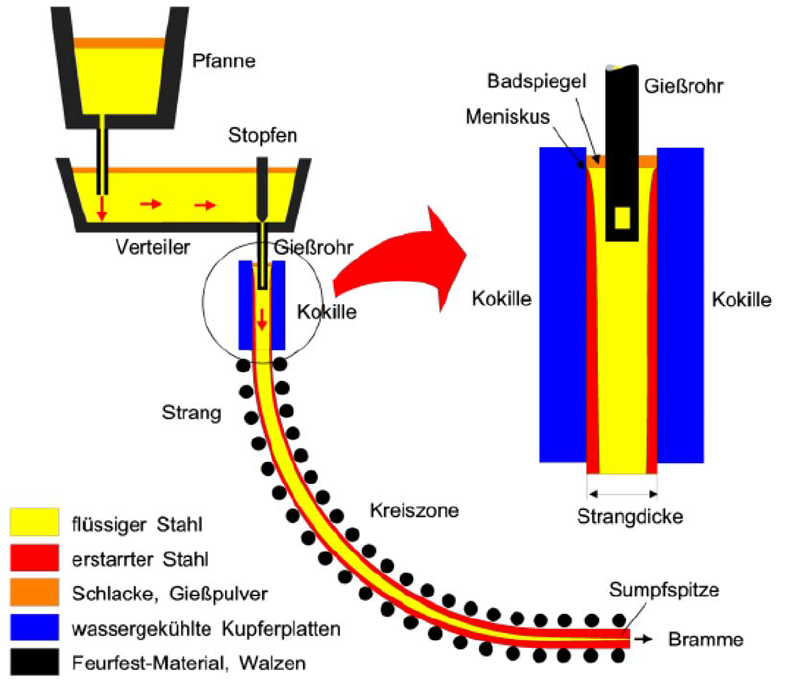 Pfanne
Stopfen
Verteiler
Gießrohr
Kokille
Strang
Kreiszone
Sumpfspitze
Bramme
Badspiegel
Gießrohr
Meniskus
Kokille
Kokille
Strangdicke
flüssiger Stahl
erstarrter Stahl
Schlacke, Gießpulver
wassergekühlte Kupferplatten
Feurfest-Material, Walzen